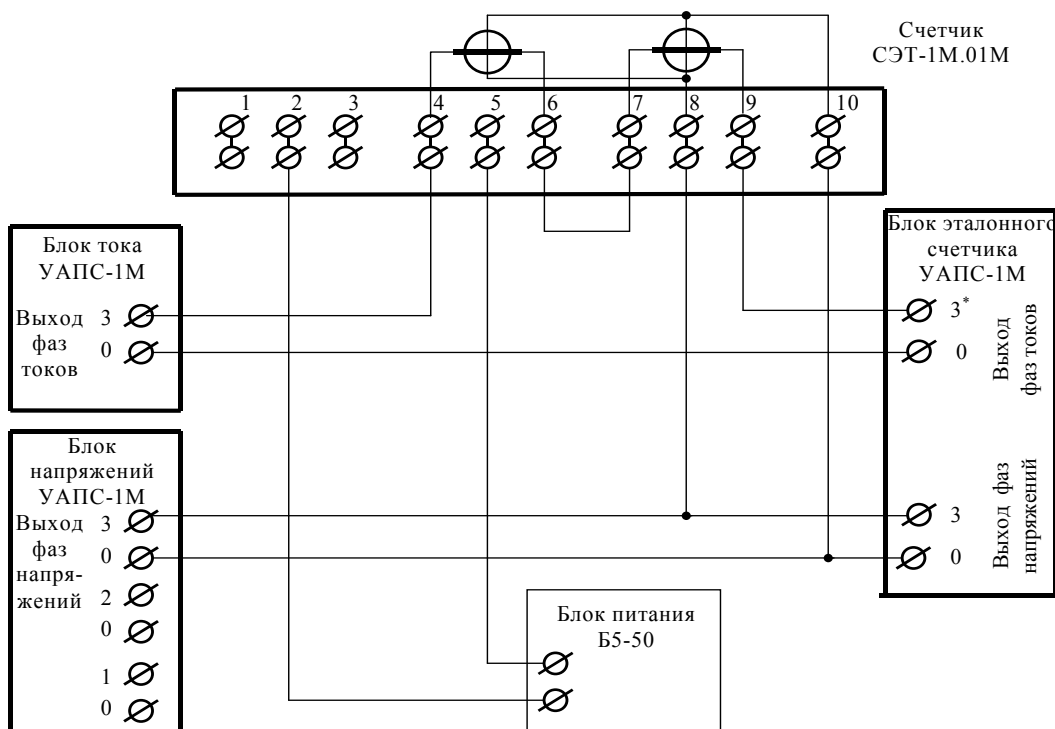 Счетчик
СЭТ-1М.01М
1 2 3 4 5 6 7 8 9 10
Блок тока
УАПС-1М
Выход
фаз
токов
3
0
Блок эталонного
счетчика
УАПС-1М
3*
0
Выход
фаз токов
3
0
Выход фаз
напряжений
Блок
напряжений
УАПС-1М
Выход
фаз
напря-
жений
3
0
2
0
1
0
Блок питания
Б5-50